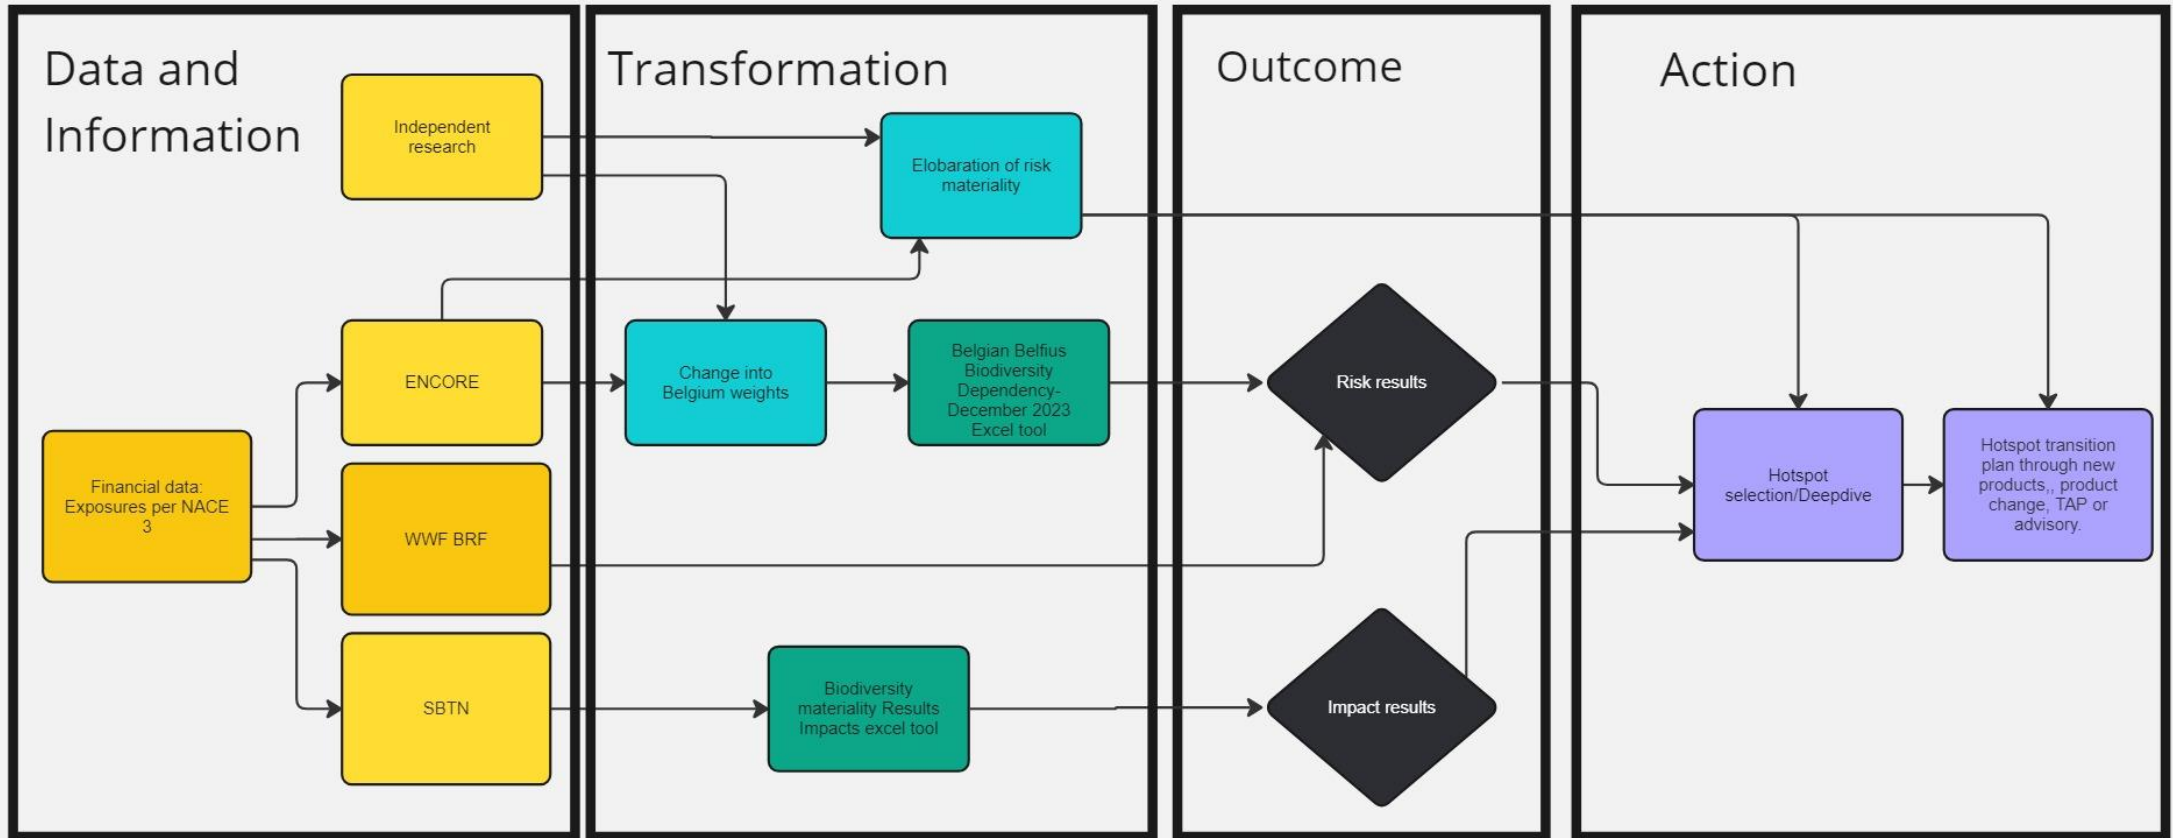 Data and
Information
Independent
research
Financial data:
Exposures per NACE
3
ENCORE
WWF BRF
SBTN
Transformation
Elobaration of risk
materiality
Change into
Belgium weights
Belgian Belfius
Biodiversity
Dependency-
December 2023
Excel tool
Biodiversity
materiality Results
Impacts excel tool
Outcome
Risk results
Impact results
Action
Hotspot
selection/Deepdive
Hotspot transition
plan through new
products,, product
change, TAP or
advisory.